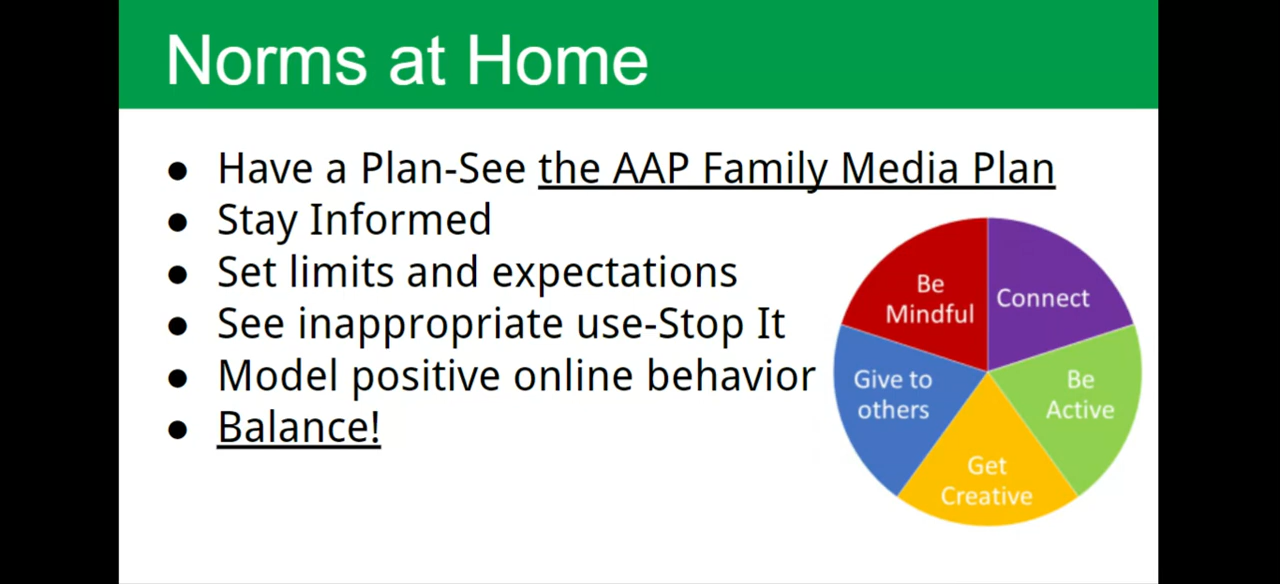 Norms at Home
● Have a Plan-See the AAP Family Media Plan
● Stay Informed
● Set limits and expectations
● See inappropriate use-Stop It
● Model positive online behavior
● Balance!
Be
Mindful
Connect
Give to
others
Be
Active
Get
Creative